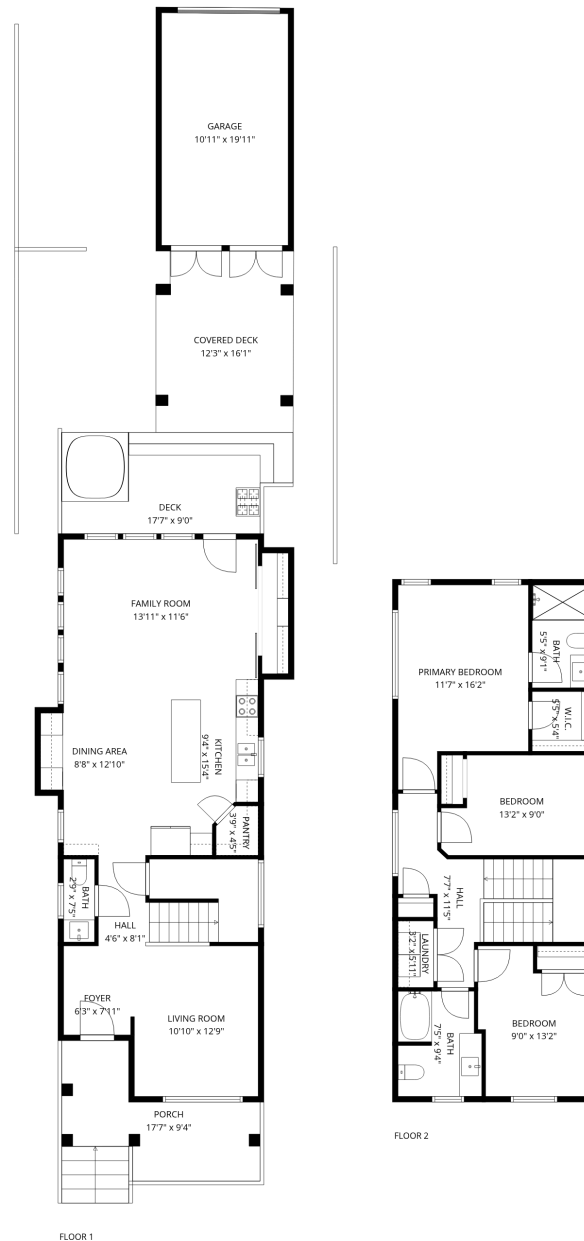 GARAGE
10'11" x 19'11"
COVERED DECK
12'3" x 16'1"
DECK
17'7" x 9'0"
FAMILY ROOM
13'11" x 11'6"
KITCHEN
9'4" x 15'4"
DINING AREA
8'8" x 12'10"
PANTRY
3'9" x 4'5"
BATH
2'9" x 7'5"
HALL
4'6" x 8'1"
FOYER
6'3" x 7'11"
LIVING ROOM
10'10" x 12'9"
PORCH
17'7" x 9'4"
FLOOR 1
PRIMARY BEDROOM
11'7" x 16'2"
BATH
5'5" x 9'1"
W.I.C.
5'5" x 5'4"
BEDROOM
13'2" x 9'0"
HALL
7'7" x 11'5"
LAUNDRY
3'2" x 5'11"
BATH
7'5" x 9'4"
BEDROOM
9'0" x 13'2"
FLOOR 2